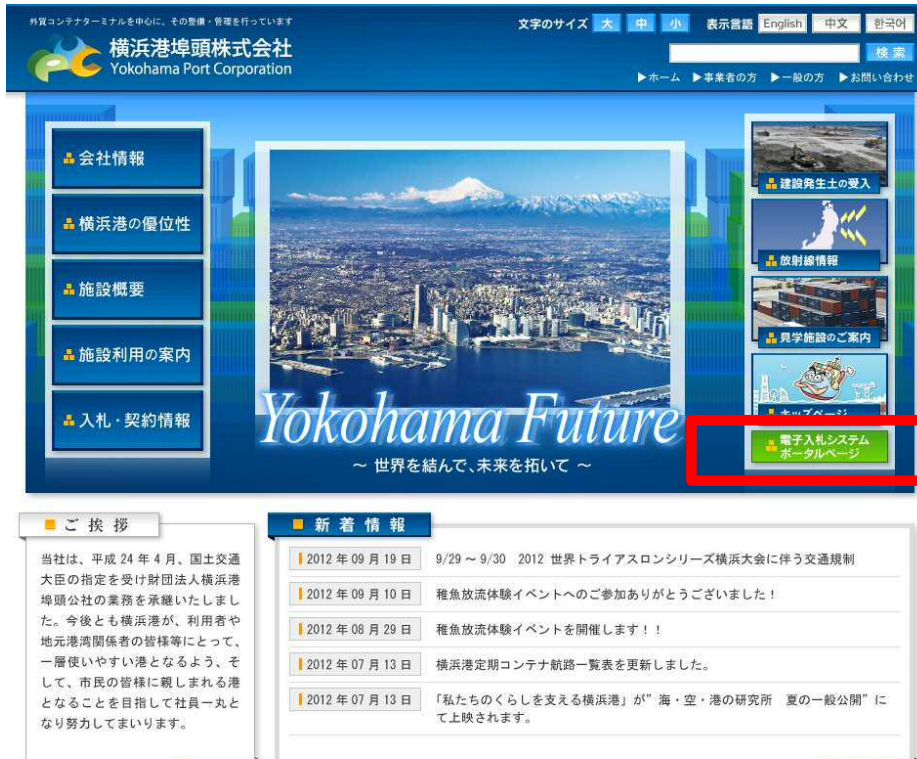 外貿コンテナターミナルを中心に、その整備・管理を行っています
横浜港埠頭株式会社
Yokohama Port Corporation
文字のサイズ 大 中 小 表示言語 English 中文 한국어
検索
▶ホーム ▶事業者の方 ▶一般の方 ▶お問い合わせ
会社情報
横浜港の優位性
施設概要
施設利用の案内
入札・契約情報
Yokohama Future
~ 世界を結んで、未来を拓いて ~
建設発生土の受入
放射線情報
見学施設のご案内
キッズページ
電子入札システム
ポータルページ
ご挨拶
当社は、平成 24 年 4 月、国土交通
大臣の指定を受け財団法人横浜港
埠頭公社の業務を承継いたしまし
た。今後とも横浜港が、利用者や
地元港湾関係者の皆様等にとって、
一層使いやすい港となるよう、そ
して、市民の皆様に親しまれる港
となることを目指して社員一丸と
なり努力してまいります。
新着情報
2012 年 09 月 19 日 9/29 ~ 9/30 2012 世界トライアスロンシリーズ横浜大会に伴う交通規制
2012 年 09 月 10 日 稚魚放流体験イベントへのご参加ありがとうございました！
2012 年 08 月 29 日 稚魚放流体験イベントを開催します！！
2012 年 07 月 13 日 横浜港定期コンテナ航路一覧表を更新しました。
2012 年 07 月 13 日 「私たちのくらしを支える横浜港」が”海・空・港の研究所 夏の一般公開”に
て上映されます。